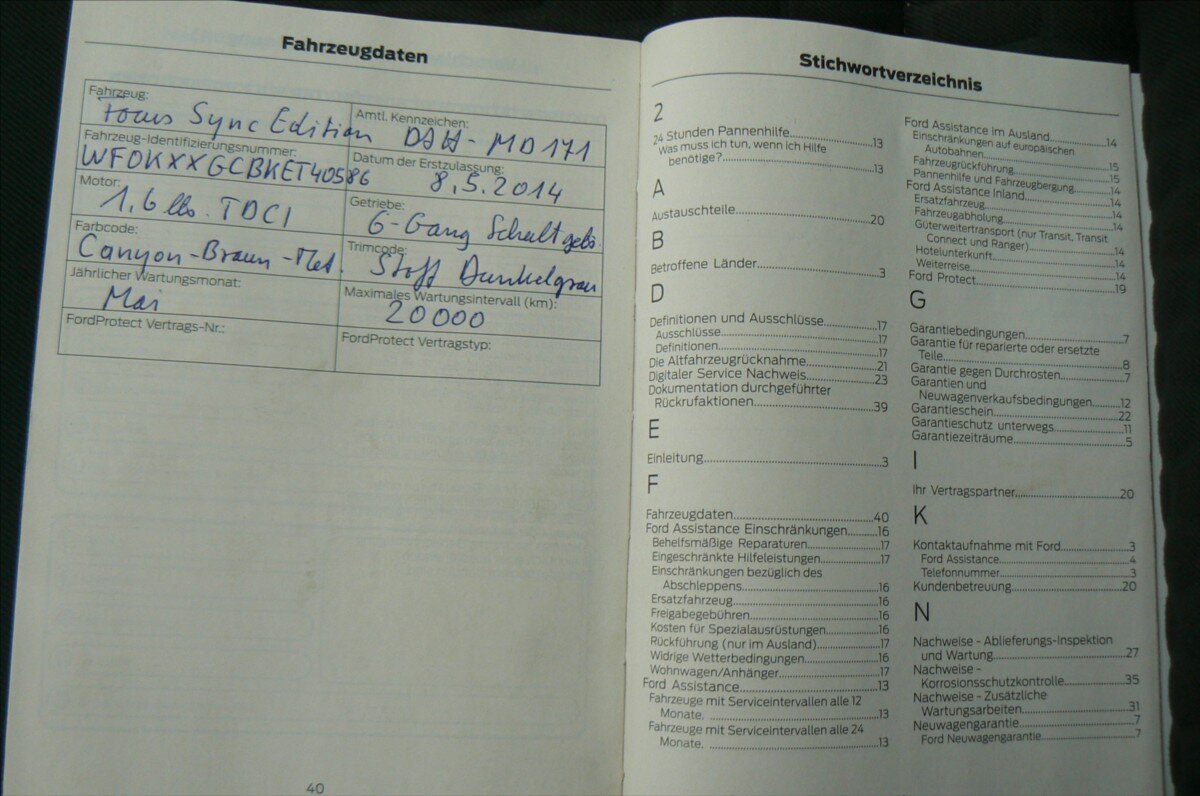 Fahrzeugdaten
Fahrzeug:
Focus Sync Edition
Amtl. Kennzeichen:
DAH-MD171
Fahrzeug-Identifizierungsnummer:
WF0KXXGCBKET40586
Datum der Erstzulassung:
8.5.2014
Motor:
1,6 lbs. TDCI
Getriebe:
6-Gang Schaltgeb.
Farbcode:
Canyon-Braun-Met.
Trimcode:
Stoff Dunkelgrau
Jährlicher Wartungsmonat:
Mai
Maximales Wartungsintervall (km):
20000
FordProtect Vertrags-Nr.:
FordProtect Vertragstyp:
40
Stichwortverzeichnis
2
24 Stunden Pannenhilfe..................13
Was muss ich tun, wenn ich Hilfe
benötige?..................13
A
Austauschteile..................20
B
Betroffene Länder..................3
D
Definitionen und Ausschlüsse..................17
Ausschlüsse..................17
Definitionen..................17
Die Altfahrzeugrücknahme..................21
Digitaler Service Nachweis..................23
Dokumentation durchgeführter
Rückrufaktionen..................39
E
Einleitung..................3
F
Fahrzeugdaten..................40
Ford Assistance Einschränkungen..........16
Behelfsmäßige Reparaturen..................17
Eingeschränkte Hilfeleistungen..................17
Einschränkungen bezüglich des
Abschleppens..................16
Ersatzfahrzeug..................16
Freigabegebühren..................16
Kosten für Spezialausrüstungen..................16
Rückführung (nur im Ausland)..................17
Widrige Wetterbedingungen..................16
Wohnwagen/Anhänger..................17
Ford Assistance..................13
Fahrzeuge mit Serviceintervallen alle 12
Monate. ..................13
Fahrzeuge mit Serviceintervallen alle 24
Monate. ..................13
Ford Assistance im Ausland..................14
Einschränkungen auf europäischen
Autobahnen..................15
Fahrzeugrückführung..................15
Pannenhilfe und Fahrzeugbergung..........14
Ford Assistance Inland..................14
Ersatzfahrzeug..................14
Fahrzeugabholung..................14
Güterweitertransport (nur Transit, Transit
Connect und Ranger)..................14
Hotelunterkunft..................14
Weiterreise..................14
Ford Protect..................19
G
Garantiebedingungen..................7
Garantie für reparierte oder ersetzte
Teile..................8
Garantie gegen Durchrosten..................7
Garantien und
Neuwagenverkaufsbedingungen..........12
Garantieschein..................22
Garantieschutz unterwegs..................11
Garantiezeiträume..................5
I
Ihr Vertragspartner..................20
K
Kontaktaufnahme mit Ford..................3
Ford Assistance..................4
Telefonnummer..................3
Kundenbetreuung..................20
N
Nachweise - Ablieferungs-Inspektion
und Wartung..................27
Nachweise -
Korrosionsschutzkontrolle..................35
Nachweise - Zusätzliche
Wartungsarbeiten..................31
Neuwagengarantie..................7
Ford Neuwagengarantie..................7